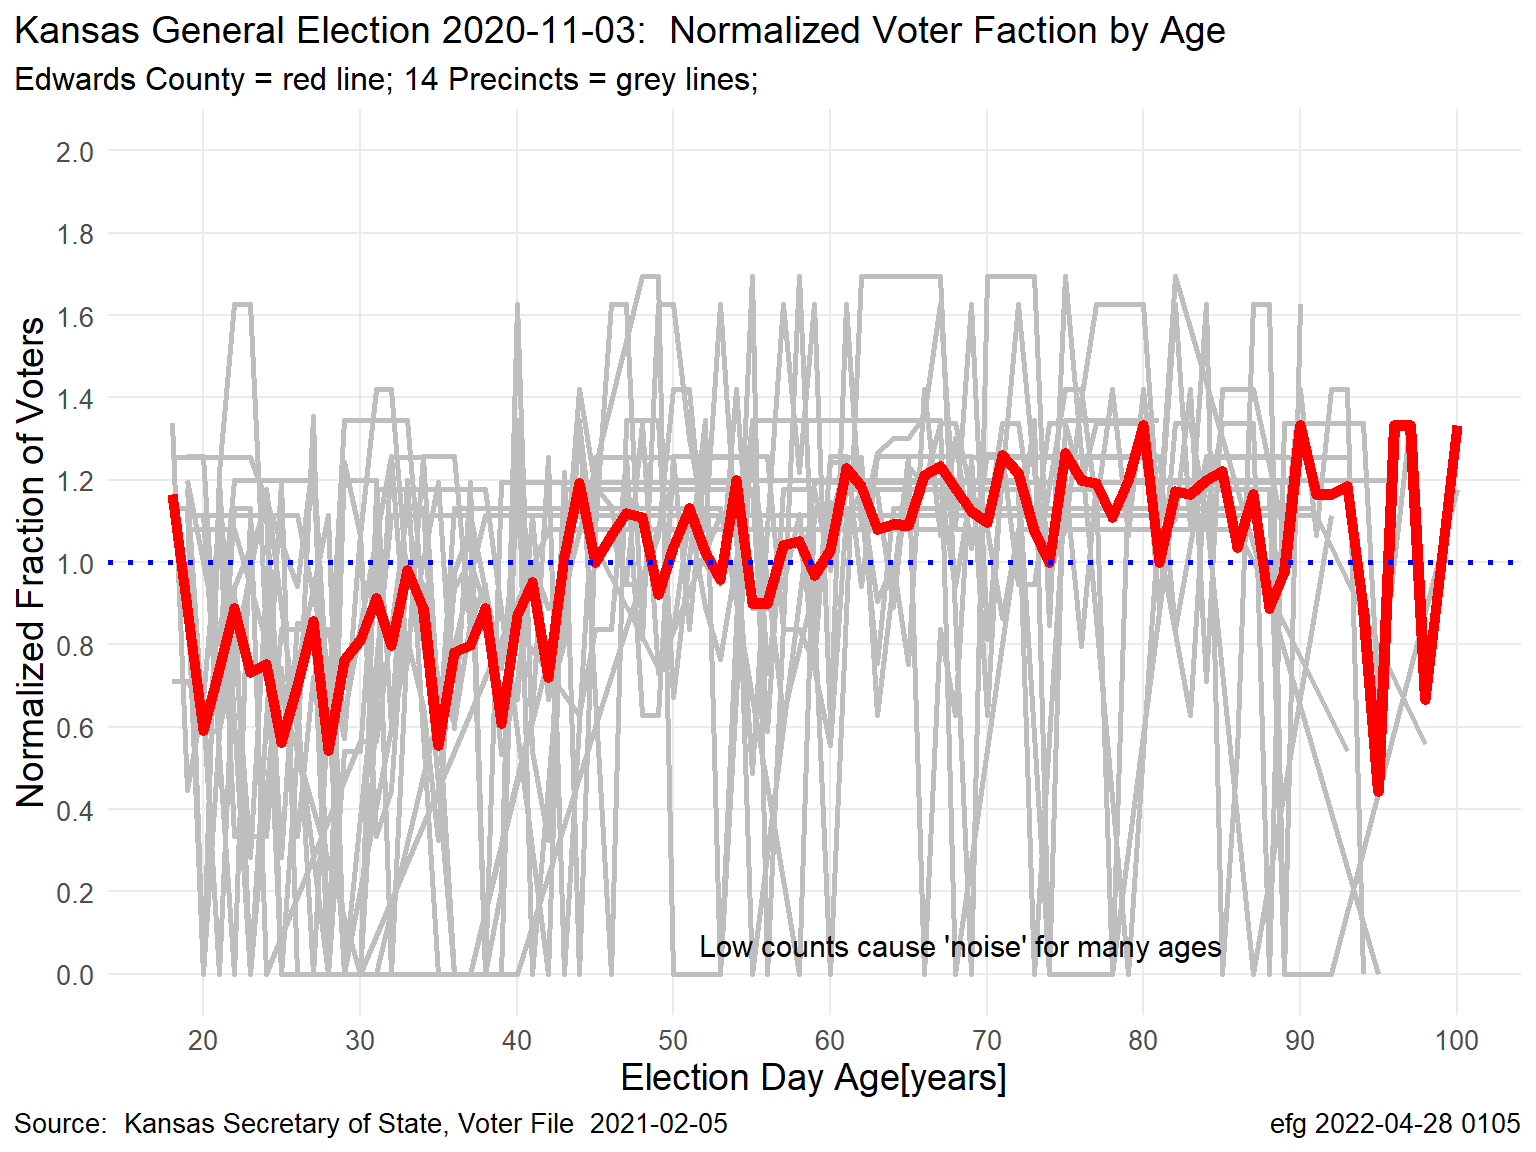 Kansas General Election 2020-11-03:  Normalized Voter Faction by Age
Edwards County = red line; 14 Precincts = grey lines;
Normalized Fraction of Voters
2.0
1.8
1.6
1.4
1.2
1.0
0.8
0.6
0.4
0.2
0.0
Low counts cause 'noise' for many ages
20 30 40 50 60 70 80 90 100
Election Day Age[years]
Source:  Kansas Secretary of State, Voter File  2021-02-05
efg 2022-04-28 0105